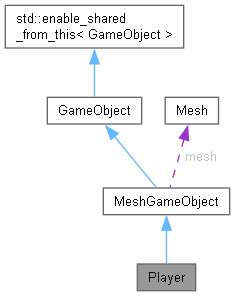 std::enable_shared
_from_this< GameObject >
GameObject
Mesh
mesh
MeshGameObject
Player